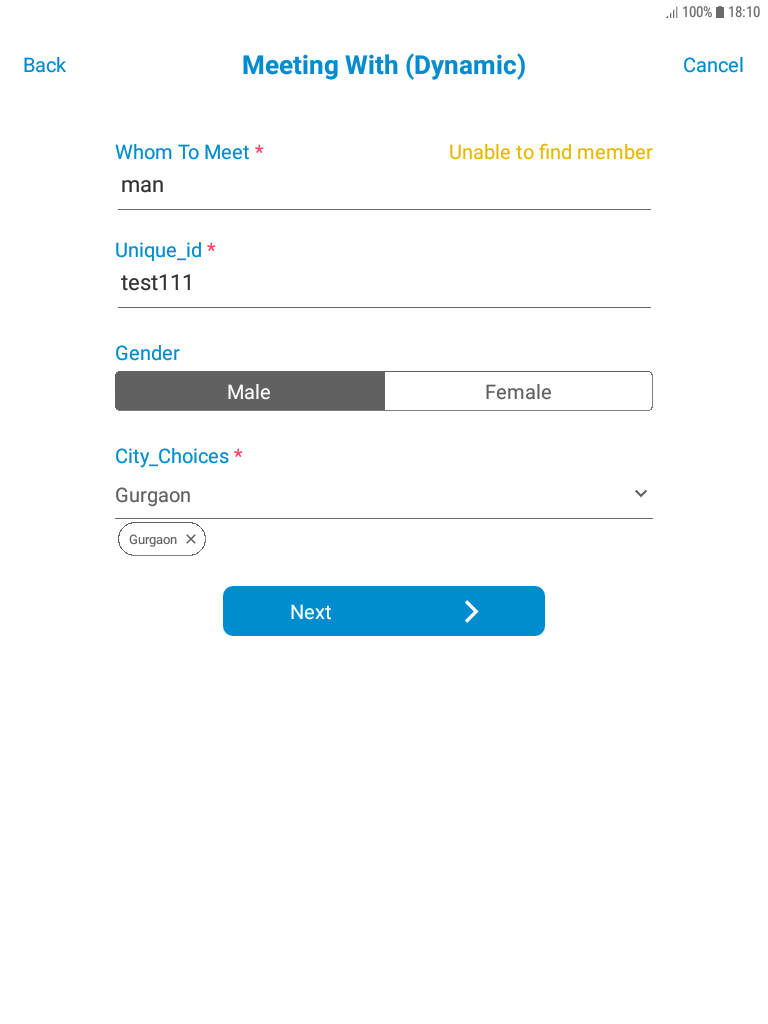 100% 18:10
Back Meeting With (Dynamic) Cancel
Whom To Meet * Unable to find member
man
Unique_id *
test111
Gender
Male Female
City_Choices *
Gurgaon
Gurgaon ×
Next